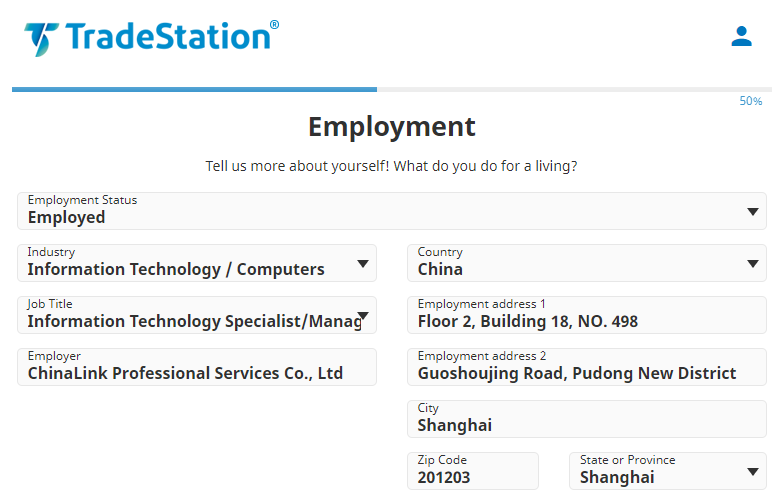 TradeStation®
50%
Employment
Tell us more about yourself! What do you do for a living?
Employment Status
Employed
Industry
Information Technology / Computers
Country
China
Job Title
Information Technology Specialist/Manag
Employment address 1
Floor 2, Building 18, NO. 498
Employer
ChinaLink Professional Services Co., Ltd
Employment address 2
Guoshoujing Road, Pudong New District
City
Shanghai
Zip Code
201203
State or Province
Shanghai